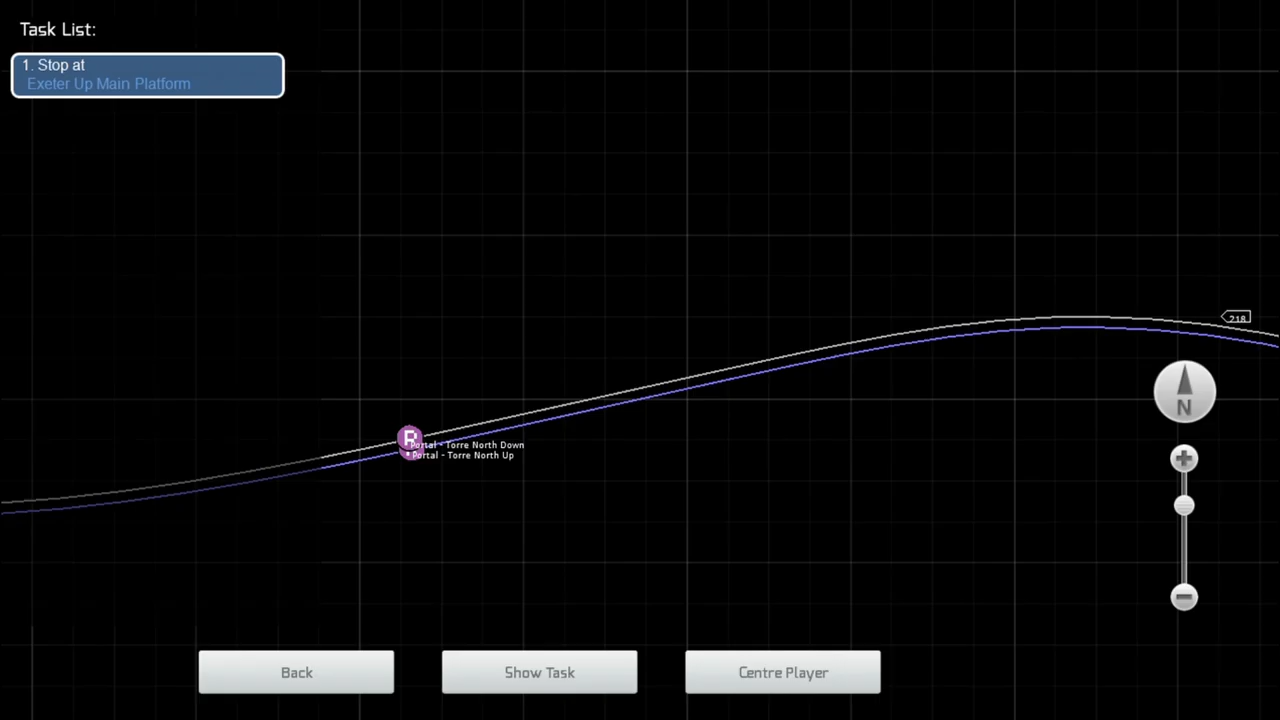 Task List:
1. Stop at
Exeter Up Main Platform
218
R
Portal - Torre North Down
Portal - Torre North Up
N
Back
Show Task
Centre Player